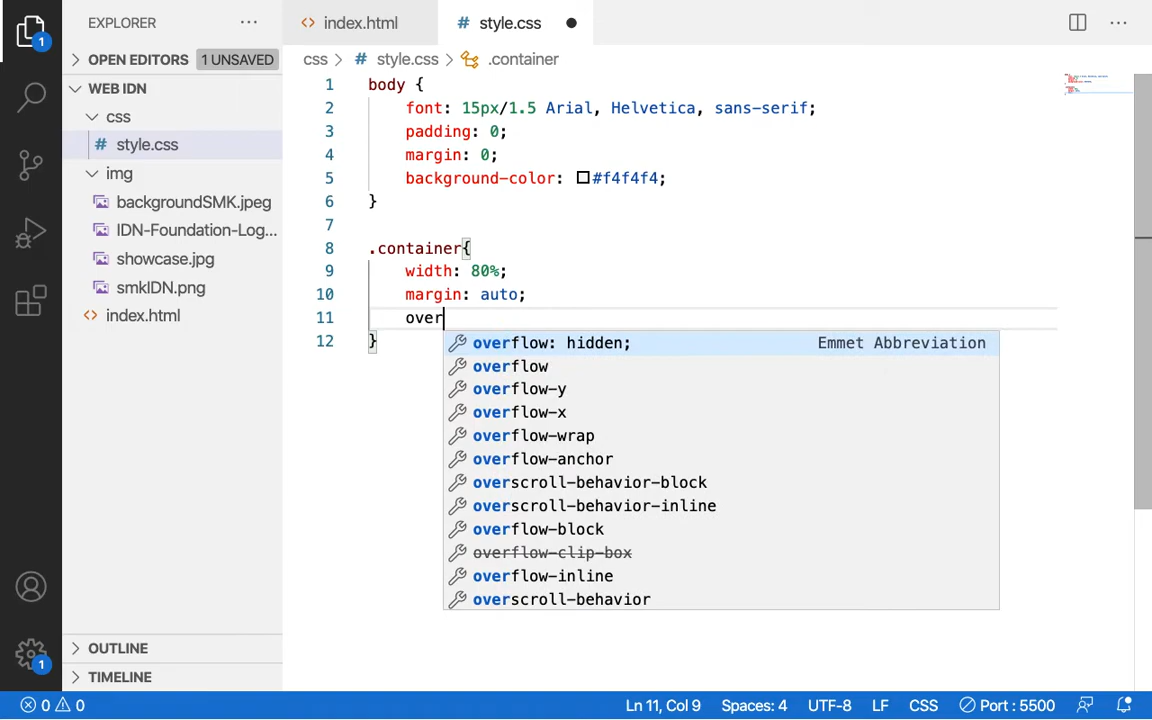 EXPLORER
index.html
# style.css
OPEN EDITORS 1 UNSAVED
css > # style.css > .container
WEB IDN
css
# style.css
img
backgroundSMK.jpeg
IDN-Foundation-Log...
showcase.jpg
smkIDN.png
index.html
1 body {
2 font: 15px/1.5 Arial, Helvetica, sans-serif;
3 padding: 0;
4 margin: 0;
5 background-color: #f4f4f4;
6 }
7
8 .container{
9 width: 80%;
10 margin: auto;
11 over
12 }
overflow: hidden; Emmet Abbreviation
overflow
overflow-y
overflow-x
overflow-wrap
overflow-anchor
overscroll-behavior-block
overscroll-behavior-inline
overflow-block
overflow-clip-box
overflow-inline
overscroll-behavior
1
1
OUTLINE
TIMELINE
0 0 Ln 11, Col 9 Spaces: 4 UTF-8 LF CSS Port : 5500